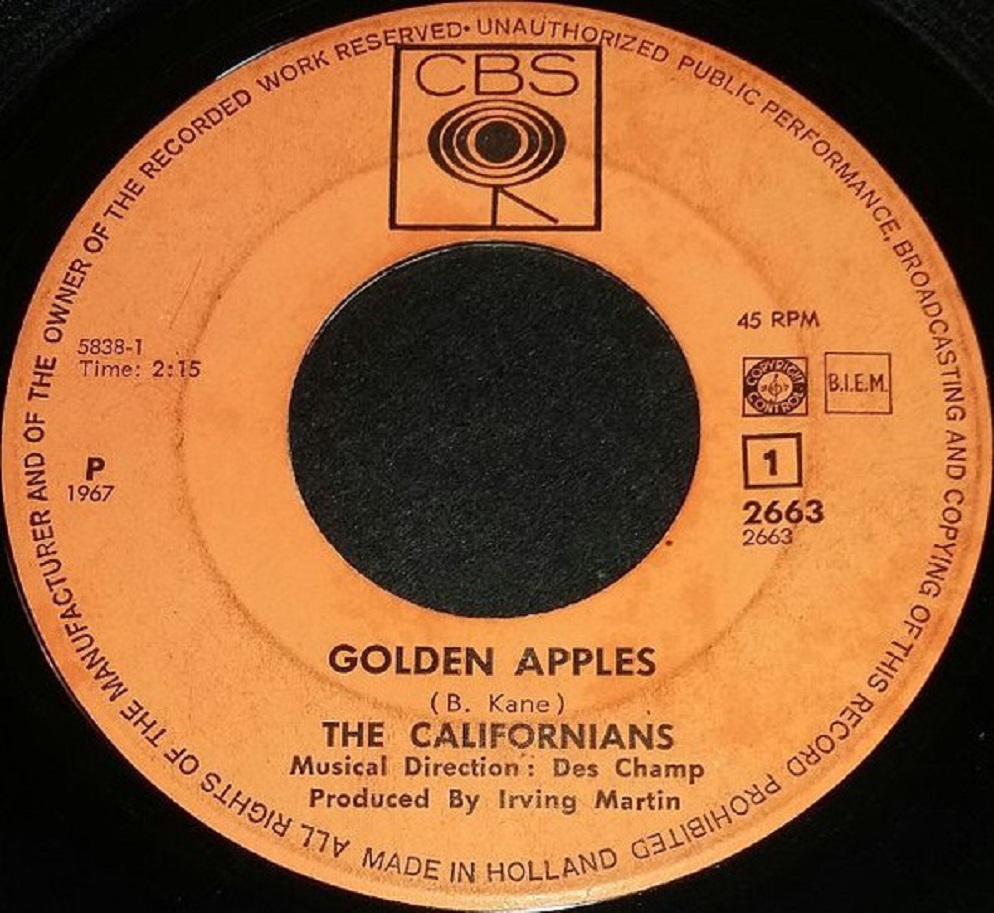 ALL RIGHTS OF THE MANUFACTURER AND OF THE OWNER OF THE RECORDED WORK RESERVED• UNAUTHORIZED PUBLIC PERFORMANCE, BROADCASTING AND COPYING OF THIS RECORD PROHIBITED
CBS
45 RPM
5838-1
Time: 2:15
COPYRIGHT CONTROL
B.I.E.M.
P
1967
1
2663
2663
GOLDEN APPLES
(B. Kane)
THE CALIFORNIANS
Musical Direction: Des Champ
Produced By Irving Martin
MADE IN HOLLAND